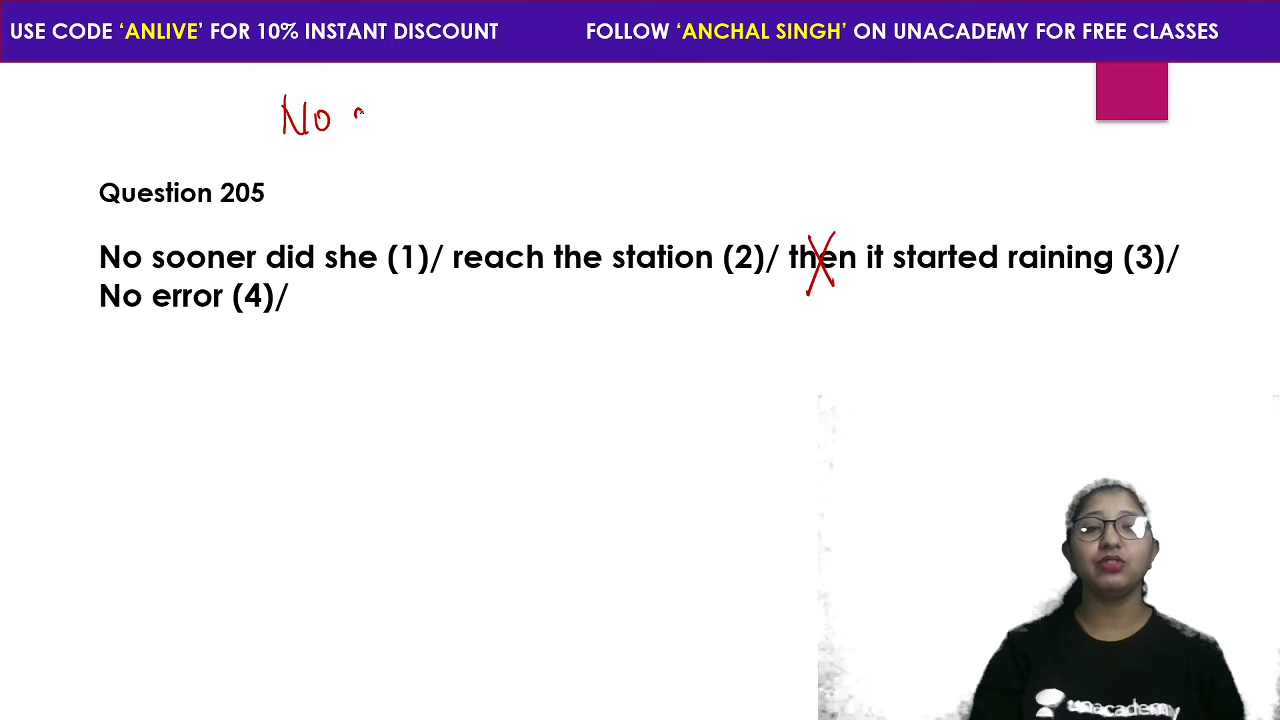 USE CODE ‘ANLIVE’ FOR 10% INSTANT DISCOUNT
FOLLOW ‘ANCHAL SINGH’ ON UNACADEMY FOR FREE CLASSES
No
Question 205
No sooner did she (1)/ reach the station (2)/ then it started raining (3)/
No error (4)/
unacademy